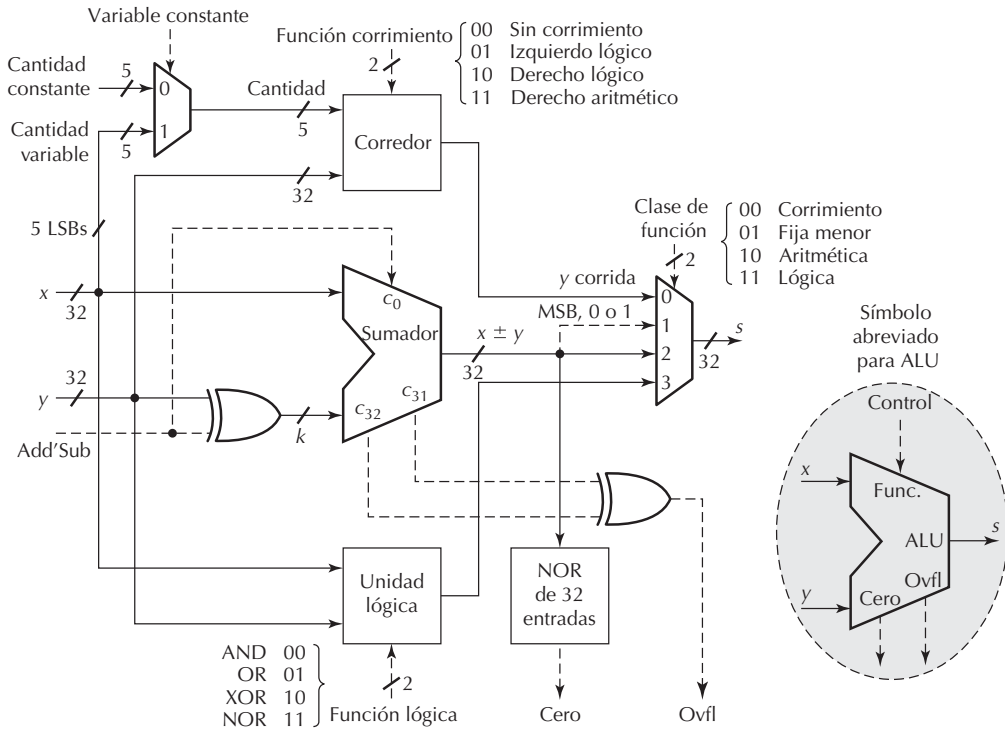 Variable constante
Función corrimiento
00 Sin corrimiento
01 Izquierdo lógico
10 Derecho lógico
11 Derecho aritmético
2
Cantidad
constante
5
0
Cantidad
5
Cantidad
variable
5
1
Corredor
32
5 LSBs
Clase de
función
00 Corrimiento
01 Fija menor
10 Aritmética
11 Lógica
2
y corrida
x
32
c0
Sumador
MSB, 0 o 1
x ± y
32
0
1
2
3
s
32
Símbolo
abreviado
para ALU
y
32
Add'Sub
k
c31
c32
Control
x
Func.
ALU
s
y
Cero
Ovfl
Unidad
lógica
NOR
de 32
entradas
AND 00
OR 01
XOR 10
NOR 11
2
Función lógica
Cero
Ovfl